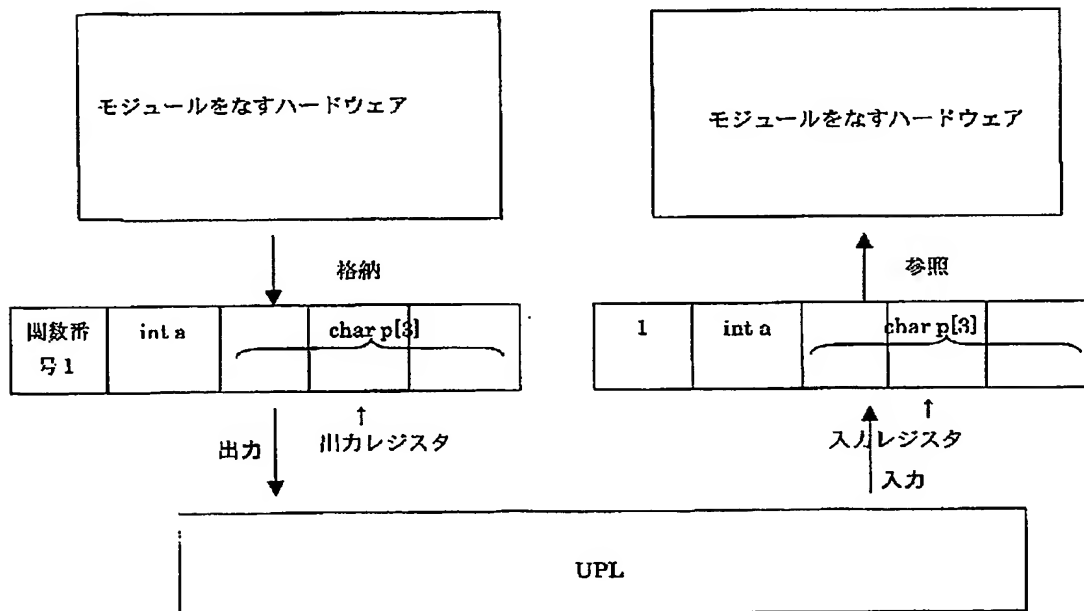 モジュールをなすハードウェア
モジュールをなすハードウェア
格納
参照
関数番
号1
int a
char p[3]
1
int a
char p[3]
↑
出力レジスタ
出力
↑
入力レジスタ
入力
UPL